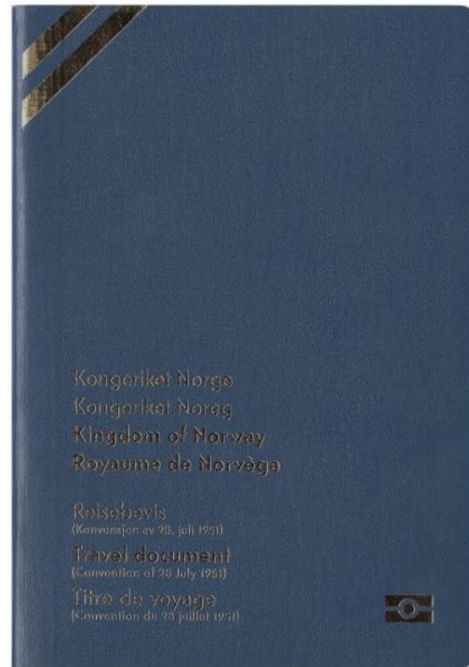 Kongeriket Norge
Kongeriket Noreg
Kingdom of Norway
Royaume de Norvège
Reisebevis
(Konvensjon av 28. juli 1951)
Travel document
(Convention of 28 July 1951)
Titre de voyage
(Convention du 28 juillet 1951)